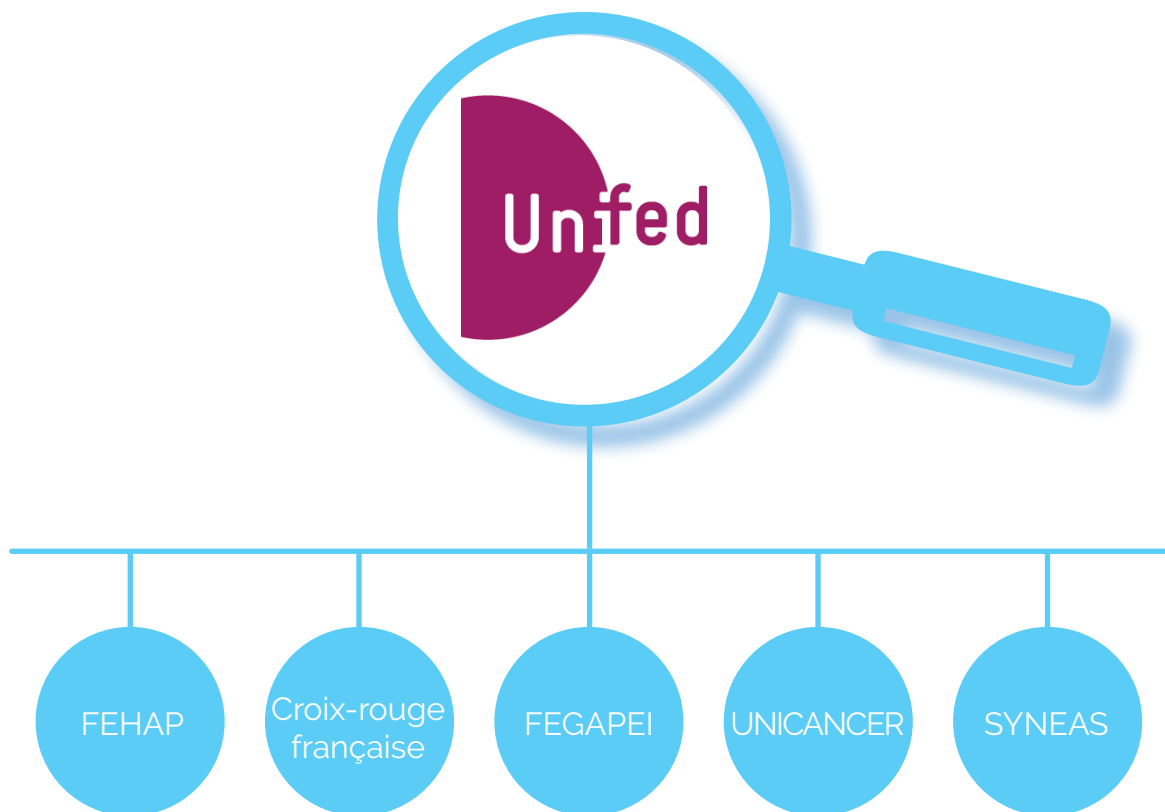 Unifed
FEHAP
Croix-rouge
française
FEGAPEI
UNICANCER
SYNEAS